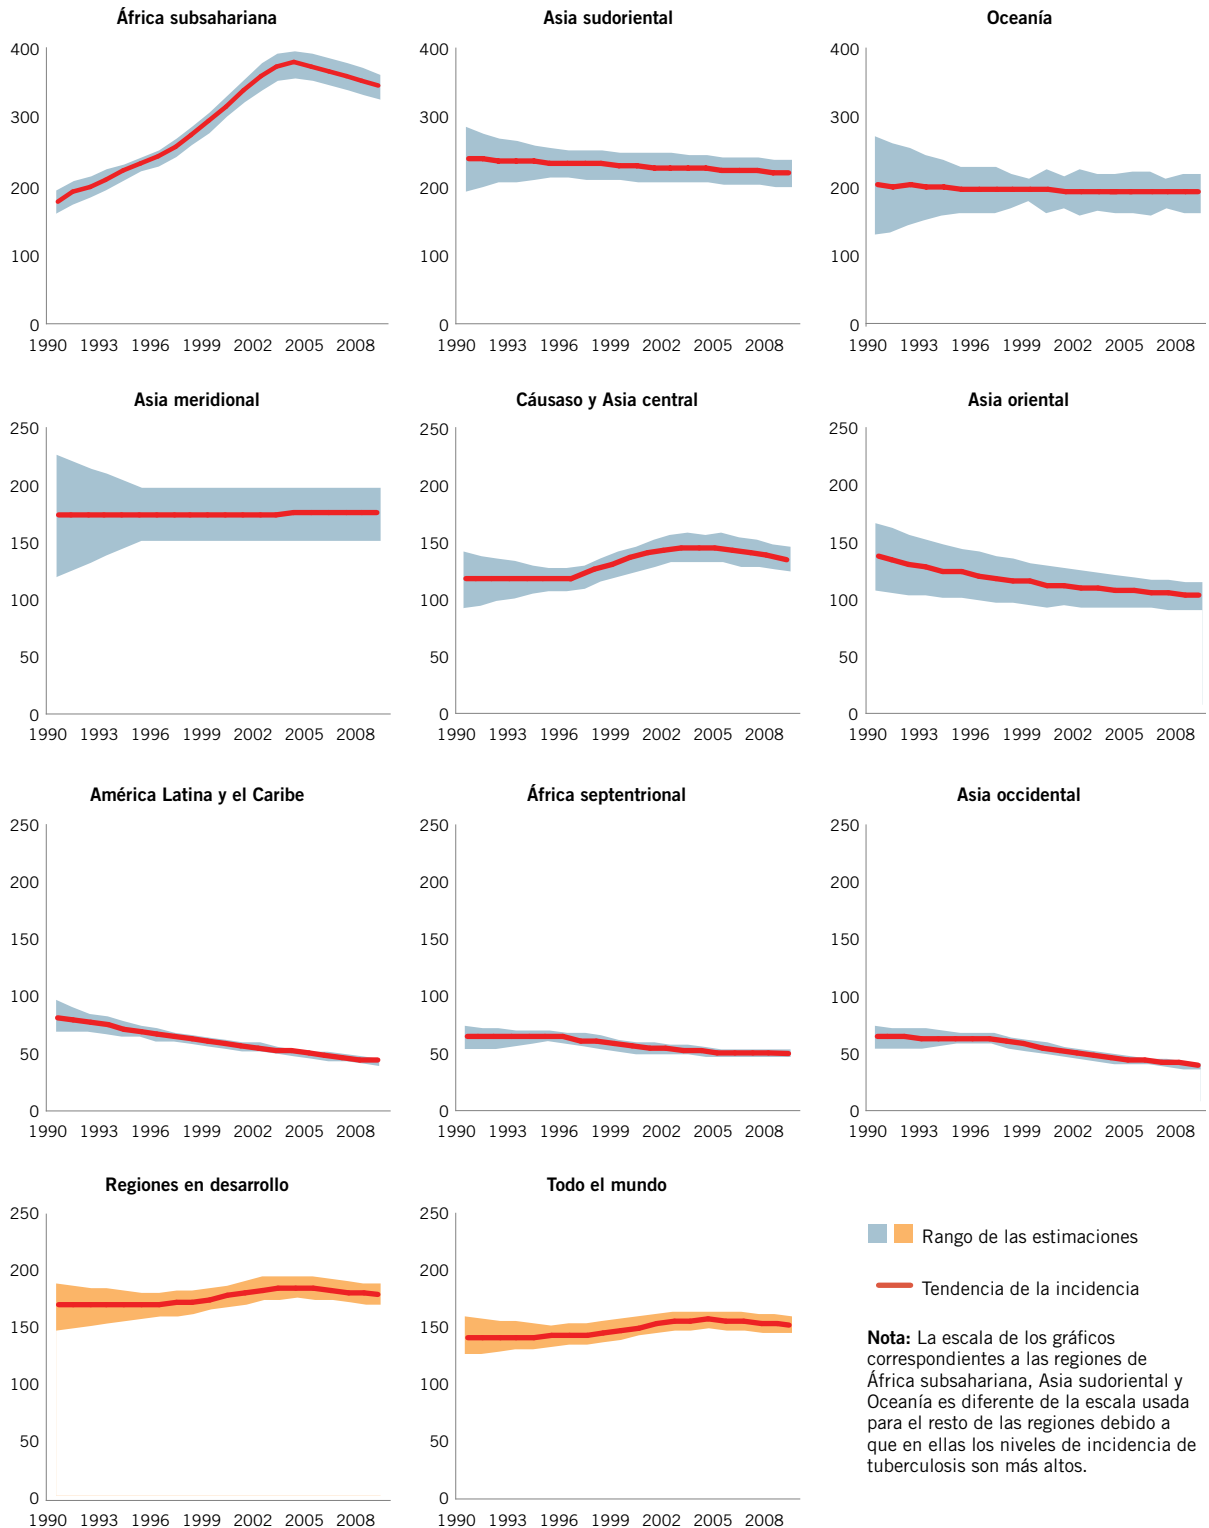 África subsahariana
400
300
200
100
0
1990 1993 1996 1999 2002 2005 2008
Asia sudoriental
400
300
200
100
0
1990 1993 1996 1999 2002 2005 2008
Oceanía
400
300
200
100
0
1990 1993 1996 1999 2002 2005 2008
Asia meridional
250
200
150
100
50
0
1990 1993 1996 1999 2002 2005 2008
Cáusaso y Asia central
250
200
150
100
50
0
1990 1993 1996 1999 2002 2005 2008
Asia oriental
250
200
150
100
50
0
1990 1993 1996 1999 2002 2005 2008
América Latina y el Caribe
250
200
150
100
50
0
1990 1993 1996 1999 2002 2005 2008
África septentrional
250
200
150
100
50
0
1990 1993 1996 1999 2002 2005 2008
Asia occidental
250
200
150
100
50
0
1990 1993 1996 1999 2002 2005 2008
Regiones en desarrollo
250
200
150
100
50
0
1990 1993 1996 1999 2002 2005 2008
Todo el mundo
250
200
150
100
50
0
1990 1993 1996 1999 2002 2005 2008
Rango de las estimaciones
Tendencia de la incidencia
Nota: La escala de los gráficos
correspondientes a las regiones de
África subsahariana, Asia sudoriental y
Oceanía es diferente de la escala usada
para el resto de las regiones debido a
que en ellas los niveles de incidencia de
tuberculosis son más altos.